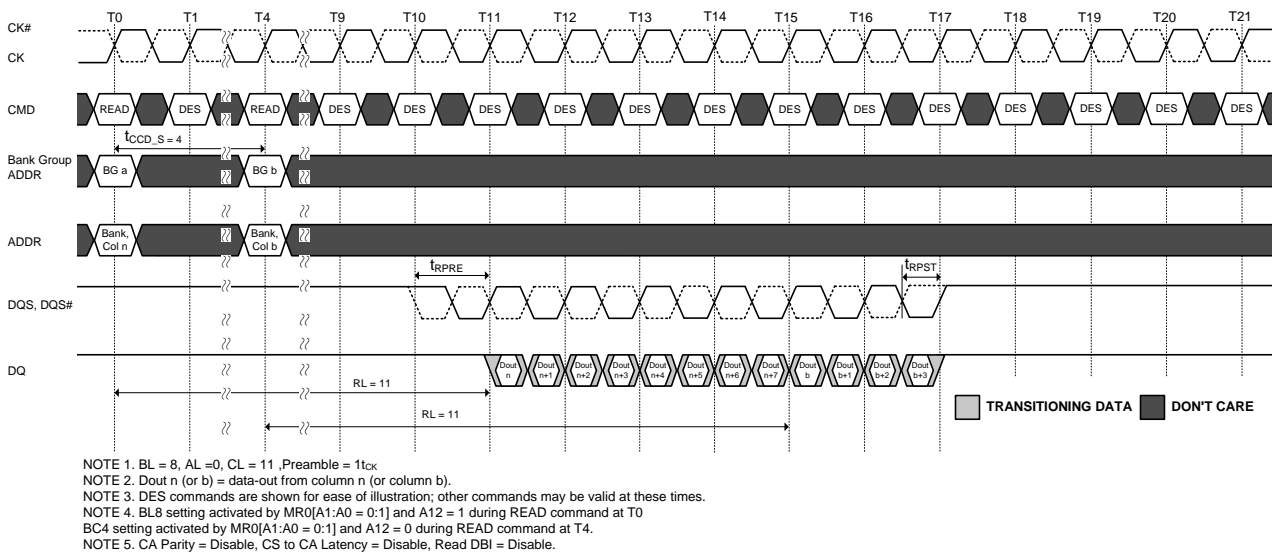 T0 T1 T4 T9 T10 T11 T12 T13 T14 T15 T16 T17 T18 T19 T20 T21
CK#
CK
CMD READ DES READ DES DES DES DES DES DES DES DES DES DES DES DES DES
tCCD_S = 4
Bank Group
ADDR
BG a BG b
ADDR
Bank, Bank,
Col n Col b
tRPRE tRPST
DQS, DQS#
DQ
Dout Dout Dout Dout Dout Dout Dout Dout Dout Dout Dout Dout
n n+1 n+2 n+3 n+4 n+5 n+6 n+7 b b+1 b+2 b+3
RL = 11
RL = 11
TRANSITIONING DATA DON'T CARE
NOTE 1. BL = 8, AL =0, CL = 11 ,Preamble = 1tCK
NOTE 2. Dout n (or b) = data-out from column n (or column b).
NOTE 3. DES commands are shown for ease of illustration; other commands may be valid at these times.
NOTE 4. BL8 setting activated by MR0[A1:A0 = 0:1] and A12 = 1 during READ command at T0
BC4 setting activated by MR0[A1:A0 = 0:1] and A12 = 0 during READ command at T4.
NOTE 5. CA Parity = Disable, CS to CA Latency = Disable, Read DBI = Disable.